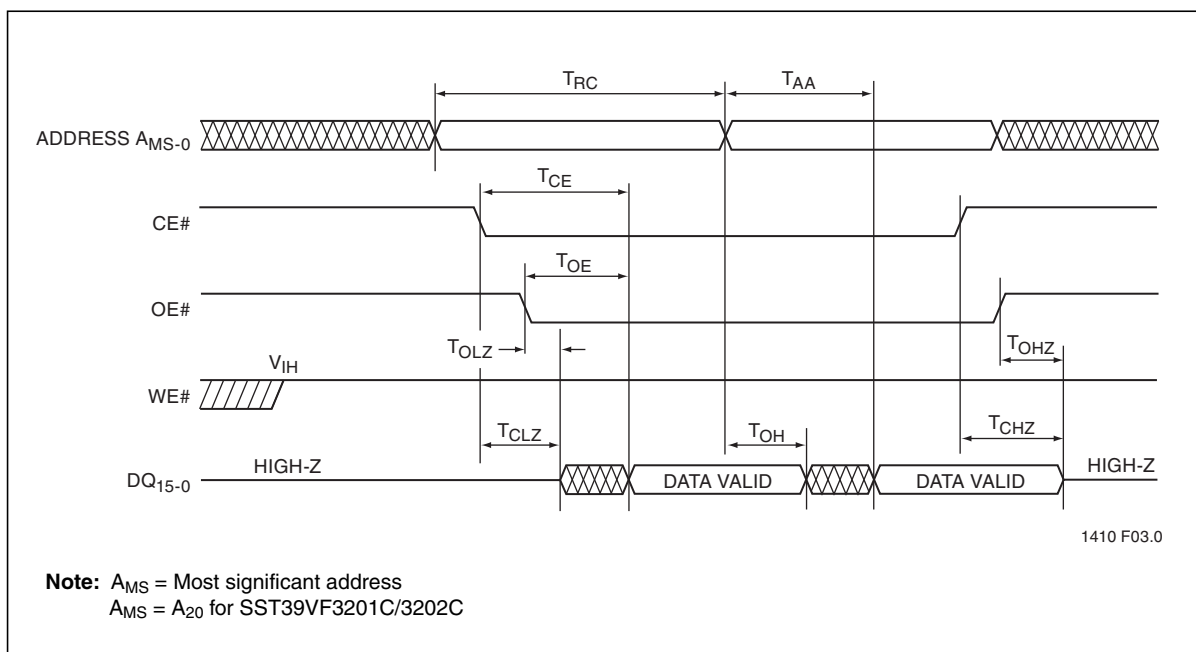 TRC TAA
ADDRESS AMS-0
TCE
CE#
TOE
OE#
TOLZ TOHZ
VIH
WE#
TCLZ TOH TCHZ
HIGH-Z HIGH-Z
DQ15-0 DATA VALID DATA VALID
1410 F03.0
Note: AMS = Most significant address
AMS = A20 for SST39VF3201C/3202C